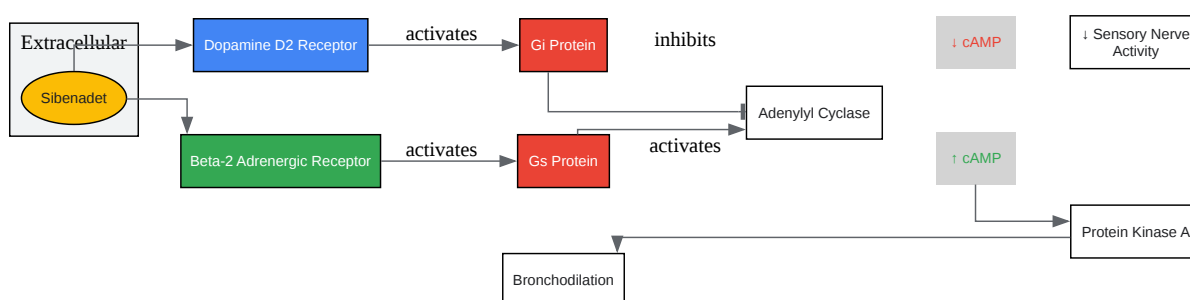 Extracellular
Sibenadet
Dopamine D2 Receptor
activates
Gi Protein
inhibits
↓ cAMP
↓ Sensory Nerve
Activity
Adenylyl Cyclase
Beta-2 Adrenergic Receptor
activates
Gs Protein
activates
↑ cAMP
Protein Kinase A
Bronchodilation